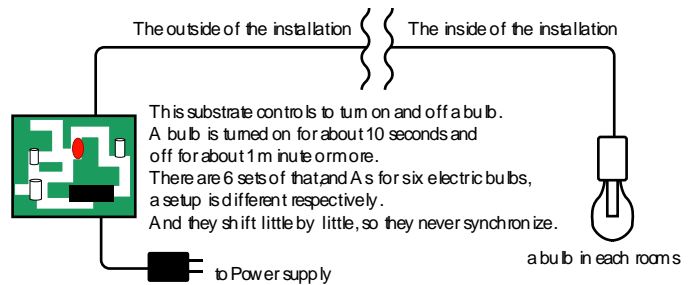 The outside of the installation
The inside of the installation
This substrate controls to turn on and off a bulb.
A bulb is turned on for about 10 seconds and
off for about 1 minute or more.
There are 6 sets of that,and As for six electric bulbs,
a setup is different respectively.
And they shift little by little, so they never synchronize.
a bulb in each rooms
to Power supply